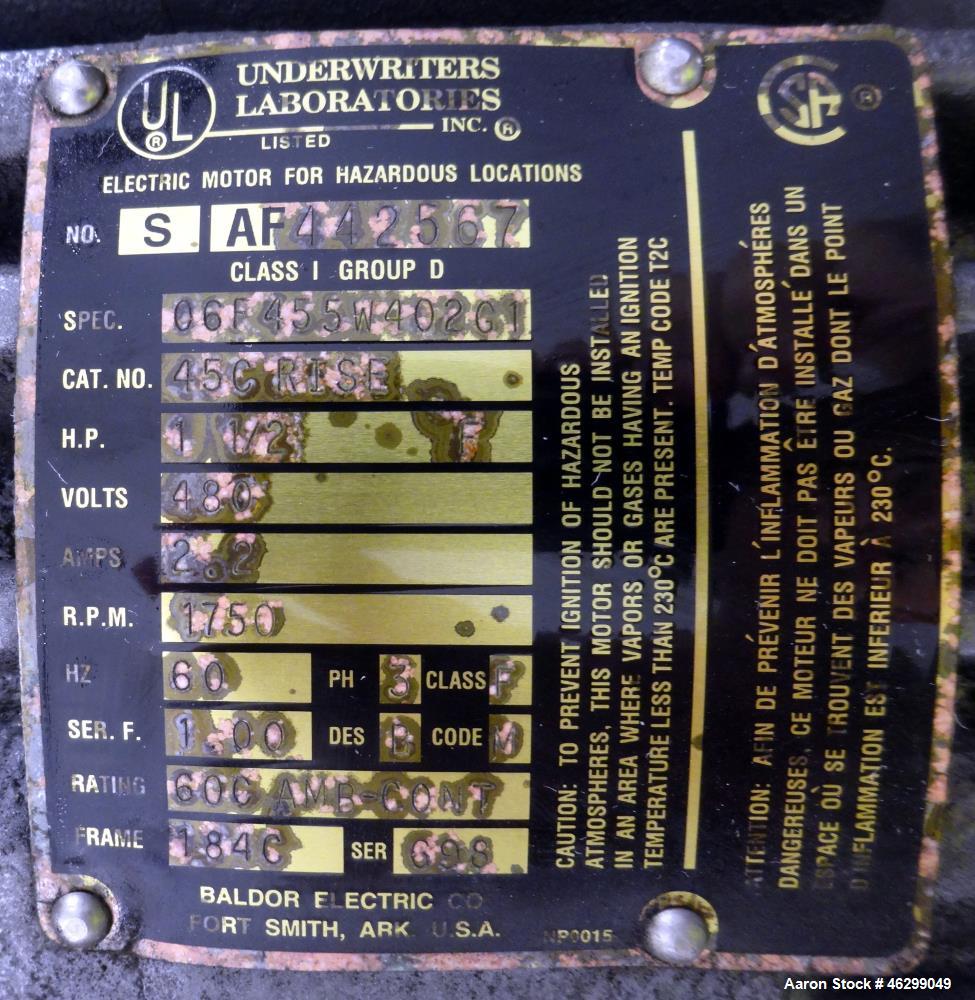 UL ®
UNDERWRITERS
LABORATORIES
INC. ®
LISTED
ELECTRIC MOTOR FOR HAZARDOUS LOCATIONS
NO. S AF442567
CLASS I GROUP D
SPEC. 06F455W402G1
CAT. NO. 45C RISE
H.P. 1 1/2
VOLTS 480
AMPS 2.2
R.P.M. 1750
HZ 60 PH 3 CLASS F
SER. F. 1.00 DES CODE M
RATING 60C AMB-CONT
FRAME 184C SER 698
BALDOR ELECTRIC CO
FORT SMITH, ARK. U.S.A.
NP0015
CAUTION: TO PREVENT IGNITION OF HAZARDOUS
ATMOSPHERES, THIS MOTOR SHOULD NOT BE INSTALLED
IN AN AREA WHERE VAPORS OR GASES HAVING AN IGNITION
TEMPERATURE LESS THAN 230°C ARE PRESENT. TEMP CODE T2C
SA ®
ATTENTION: AFIN DE PRÉVENIR L'INFLAMMATION D'ATMOSPHÉRES
DANGEREUSES, CE MOTEUR NE DOIT PAS ÊTRE INSTALLÉ DANS UN
ESPACE OÙ SE TROUVENT DES VAPEURS OU GAZ DONT LE POINT
D'INFLAMMATION EST INFERIEUR À 230°C.
Aaron Stock # 46299049